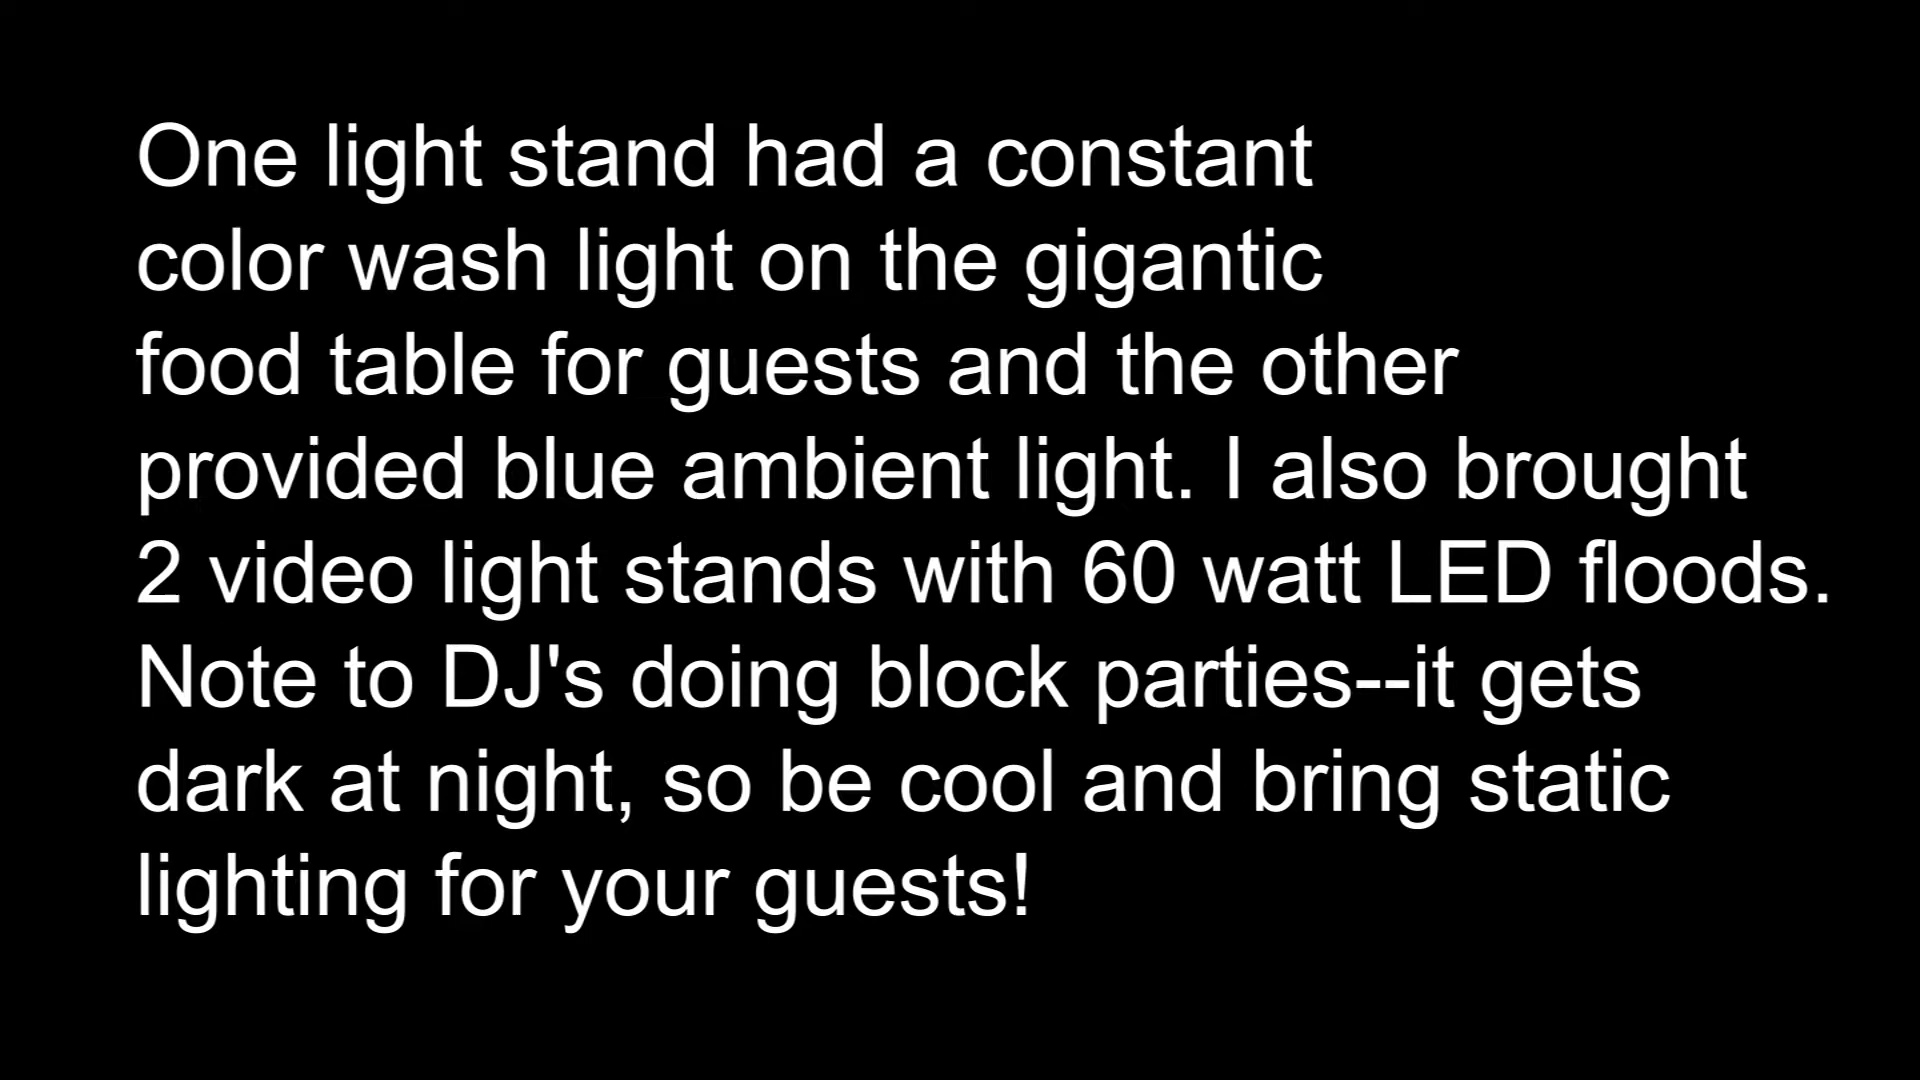 One light stand had a constant
color wash light on the gigantic
food table for guests and the other
provided blue ambient light. I also brought
2 video light stands with 60 watt LED floods.
Note to DJ's doing block parties--it gets
dark at night, so be cool and bring static
lighting for your guests!